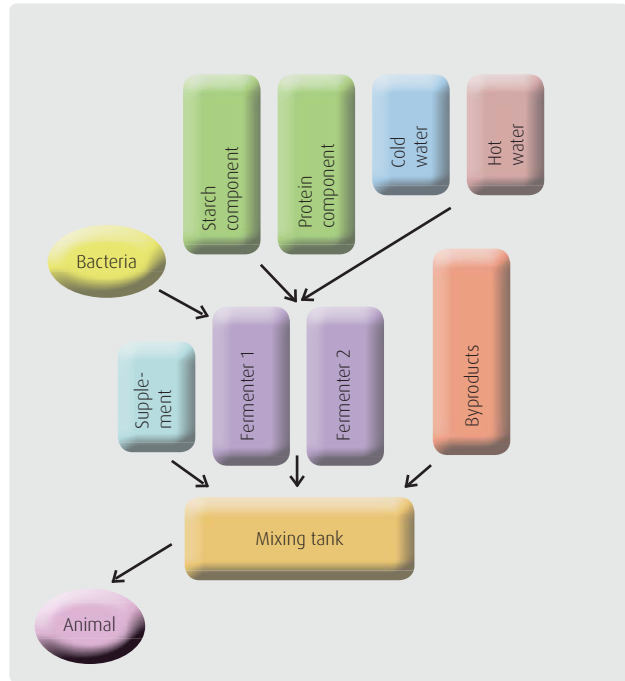 Starch
component
Protein
component
Cold
water
Hot
water
Bacteria
Supple-
ment
Fermenter 1
Fermenter 2
Byproducts
Mixing tank
Animal